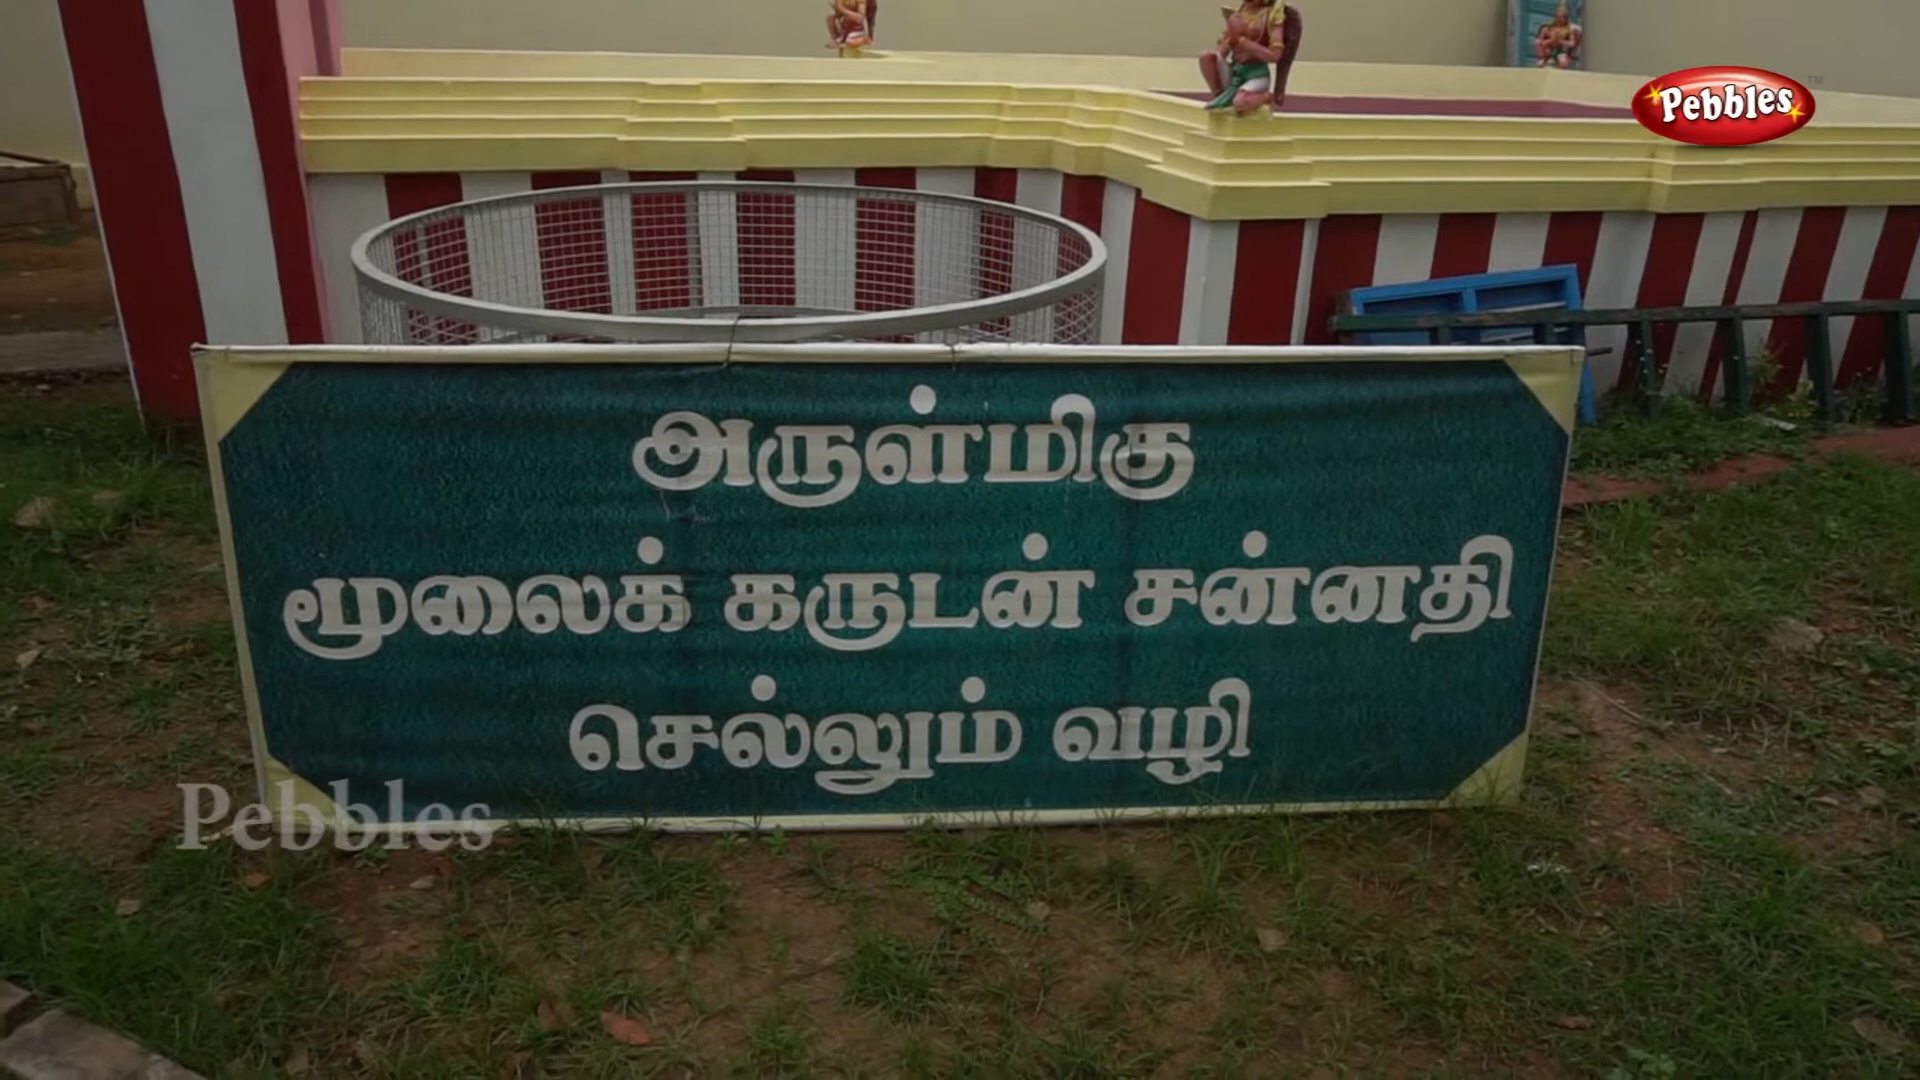 Pebbles
அருள்மிகு
மூலைக் கருடன் சன்னதி
செல்லும் வழி
Pebbles